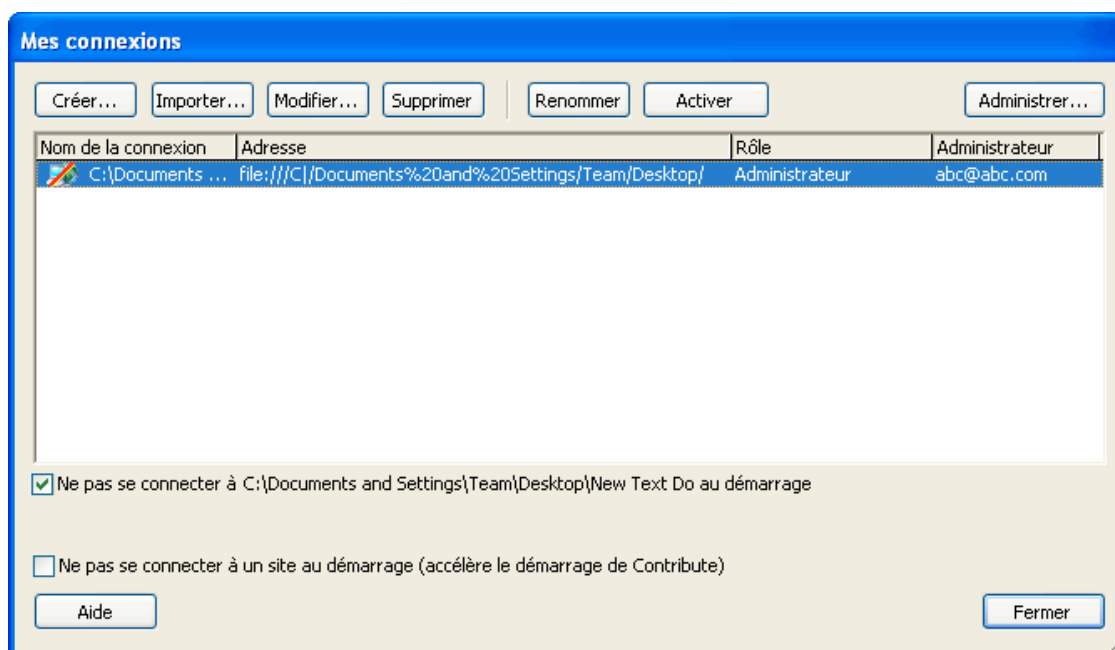 Mes connexions
Créer... Importer... Modifier... Supprimer Renommer Activer Administrer...
Nom de la connexion Adresse Rôle Administrateur
C:\Documents ... file:///C|/Documents%20and%20Settings/Team/Desktop/ Administrateur abc@abc.com
Ne pas se connecter à C:\Documents and Settings\Team\Desktop\New Text Do au démarrage
Ne pas se connecter à un site au démarrage (accélère le démarrage de Contribute)
Aide Fermer